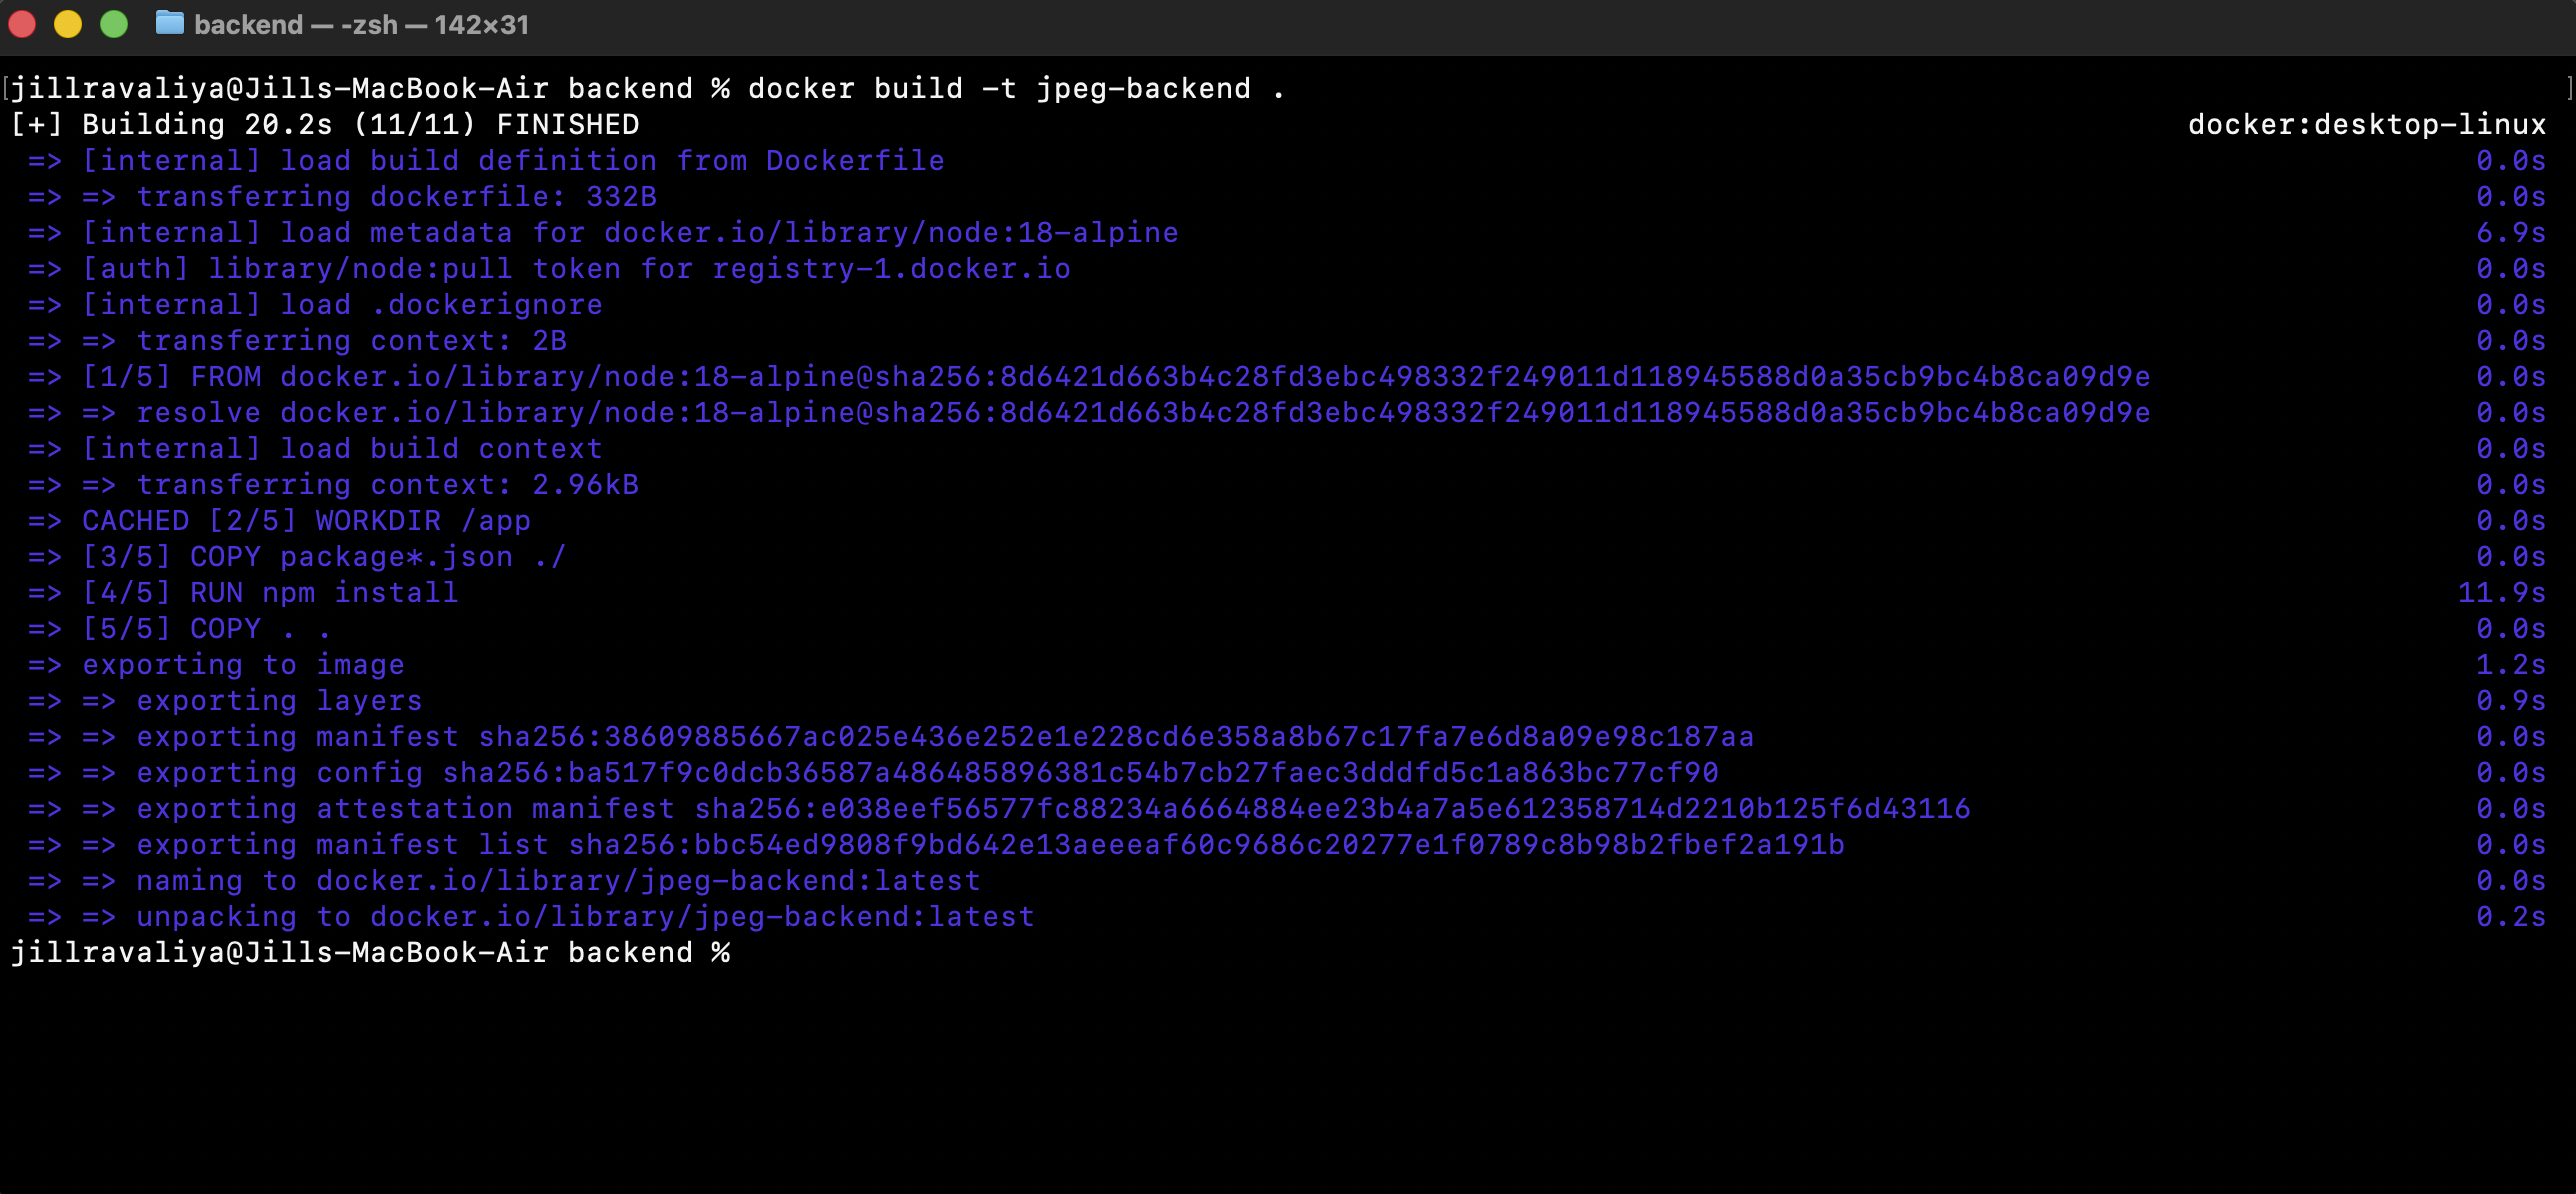 backend — -zsh — 142×31
[jillravaliya@Jills-MacBook-Air backend % docker build -t jpeg-backend . ]
[+] Building 20.2s (11/11) FINISHED docker:desktop-linux
=> [internal] load build definition from Dockerfile 0.0s
=> => transferring dockerfile: 332B 0.0s
=> [internal] load metadata for docker.io/library/node:18-alpine 6.9s
=> [auth] library/node:pull token for registry-1.docker.io 0.0s
=> [internal] load .dockerignore 0.0s
=> => transferring context: 2B 0.0s
=> [1/5] FROM docker.io/library/node:18-alpine@sha256:8d6421d663b4c28fd3ebc498332f249011d118945588d0a35cb9bc4b8ca09d9e 0.0s
=> => resolve docker.io/library/node:18-alpine@sha256:8d6421d663b4c28fd3ebc498332f249011d118945588d0a35cb9bc4b8ca09d9e 0.0s
=> [internal] load build context 0.0s
=> => transferring context: 2.96kB 0.0s
=> CACHED [2/5] WORKDIR /app 0.0s
=> [3/5] COPY package*.json ./ 0.0s
=> [4/5] RUN npm install 11.9s
=> [5/5] COPY . . 0.0s
=> exporting to image 1.2s
=> => exporting layers 0.9s
=> => exporting manifest sha256:38609885667ac025e436e252e1e228cd6e358a8b67c17fa7e6d8a09e98c187aa 0.0s
=> => exporting config sha256:ba517f9c0dcb36587a486485896381c54b7cb27faec3dddfd5c1a863bc77cf90 0.0s
=> => exporting attestation manifest sha256:e038eef56577fc88234a6664884ee23b4a7a5e612358714d2210b125f6d43116 0.0s
=> => exporting manifest list sha256:bbc54ed9808f9bd642e13aeeeaf60c9686c20277e1f0789c8b98b2fbef2a191b 0.0s
=> => naming to docker.io/library/jpeg-backend:latest 0.0s
=> => unpacking to docker.io/library/jpeg-backend:latest 0.2s
jillravaliya@Jills-MacBook-Air backend %